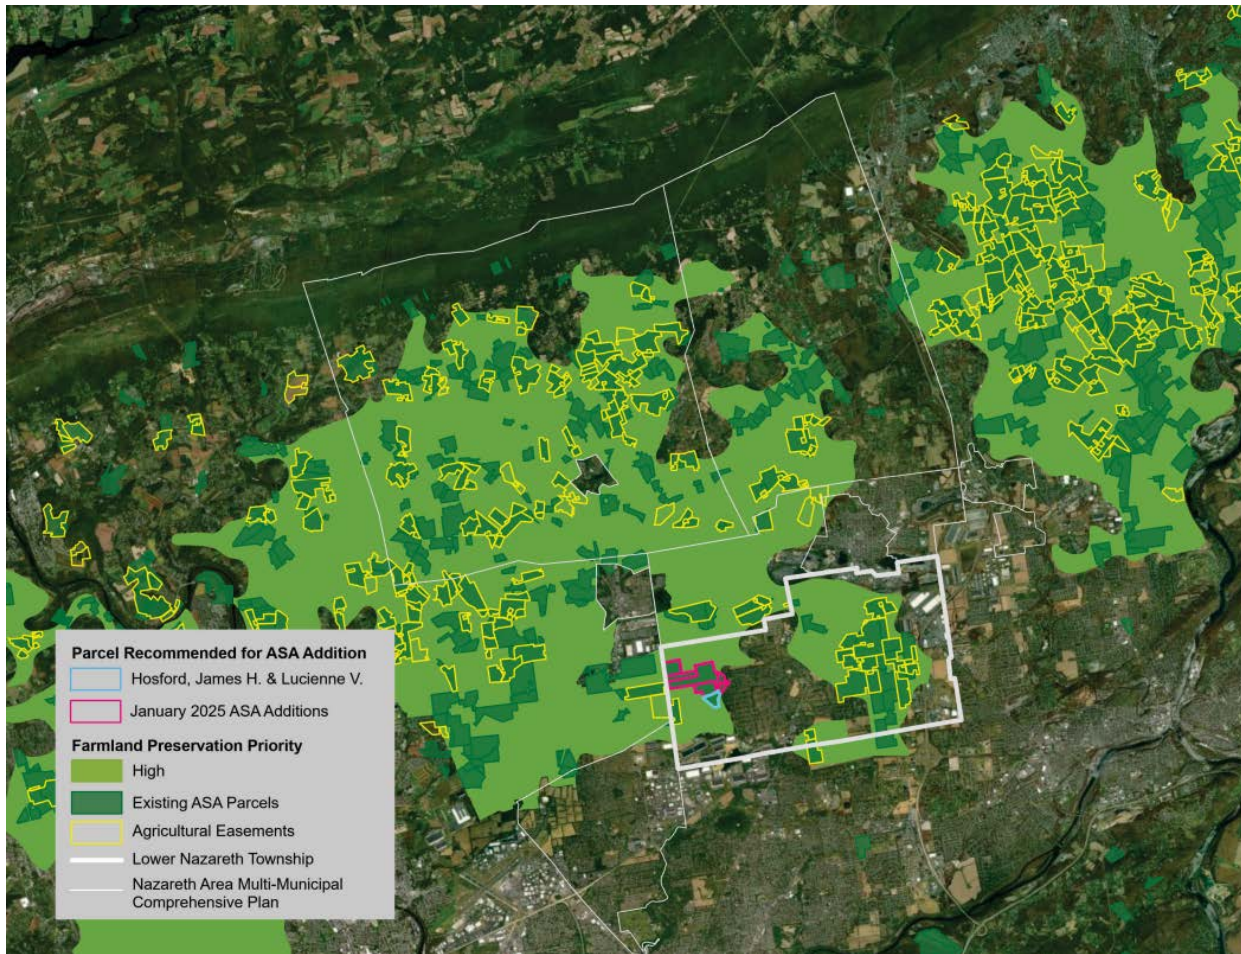 Parcel Recommended for ASA Addition
Hosford, James H. & Lucienne V.
January 2025 ASA Additions
Farmland Preservation Priority
High
Existing ASA Parcels
Agricultural Easements
Lower Nazareth Township
Nazareth Area Multi-Municipal
Comprehensive Plan